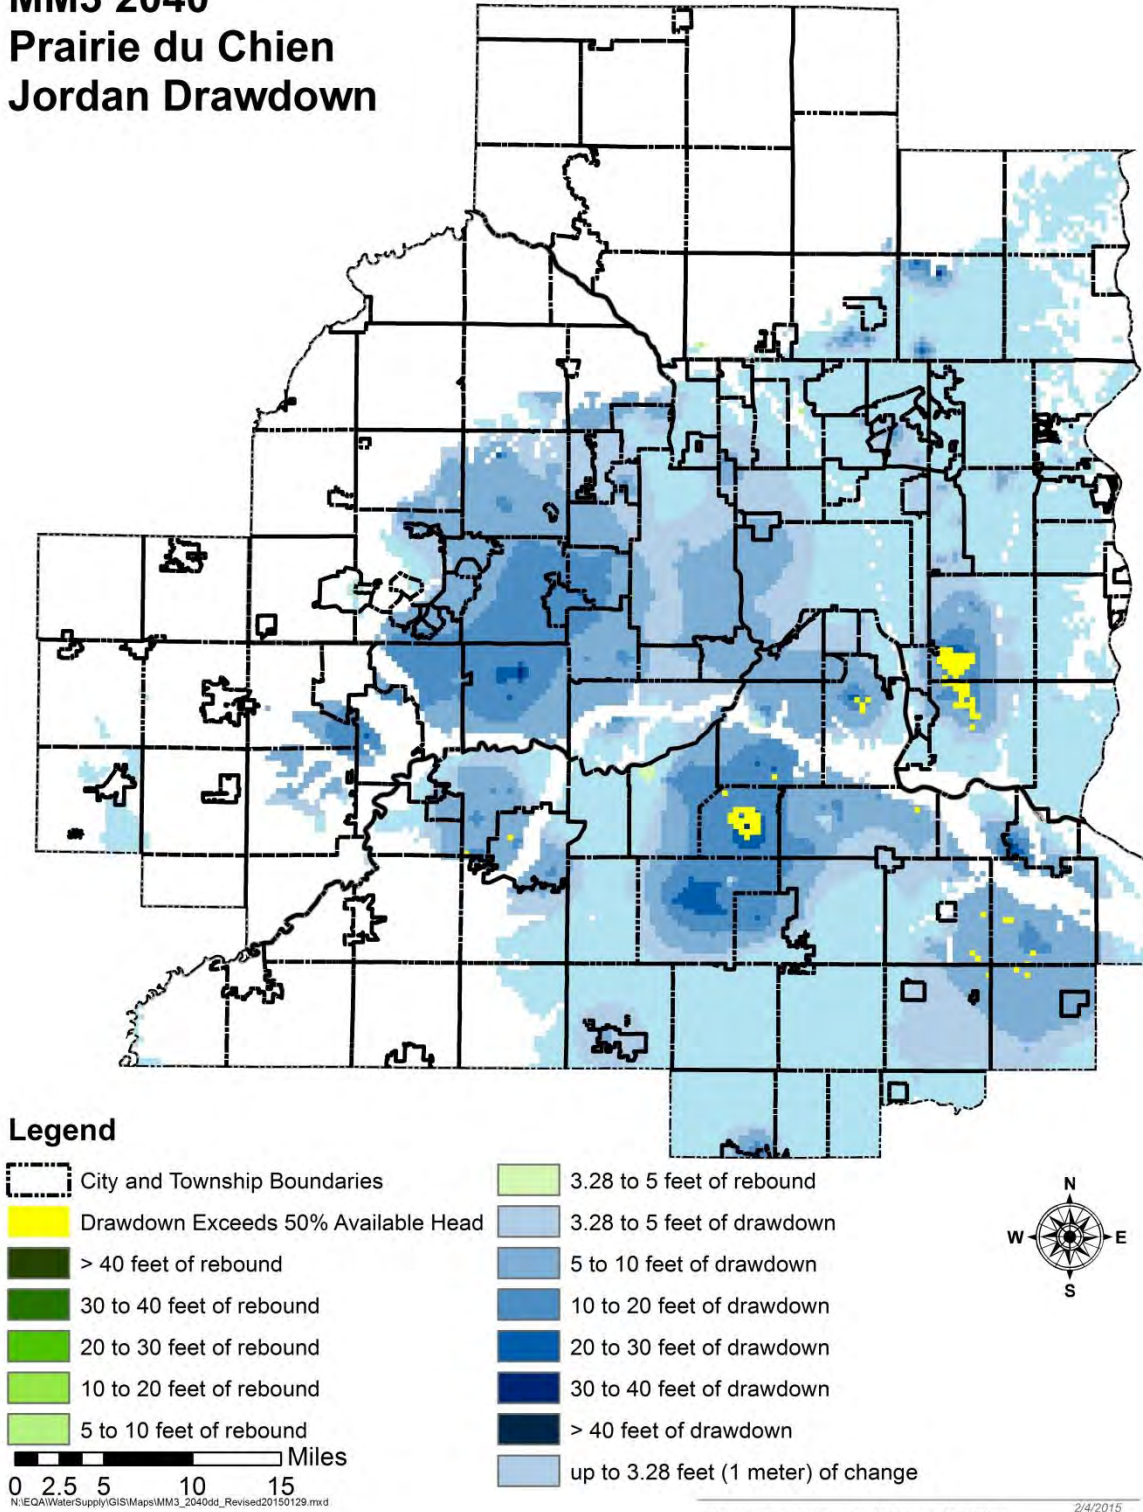 MM3 2040
Prairie du Chien
Jordan Drawdown
Legend
City and Township Boundaries
Drawdown Exceeds 50% Available Head
> 40 feet of rebound
30 to 40 feet of rebound
20 to 30 feet of rebound
10 to 20 feet of rebound
5 to 10 feet of rebound
3.28 to 5 feet of rebound
3.28 to 5 feet of drawdown
5 to 10 feet of drawdown
10 to 20 feet of drawdown
20 to 30 feet of drawdown
30 to 40 feet of drawdown
> 40 feet of drawdown
up to 3.28 feet (1 meter) of change
N
W E
S
Miles
0 2.5 5 10 15
N:\EQA\WaterSupply\GIS\Maps\MM3_2040dd_Revised20150129.mxd
2/4/2015